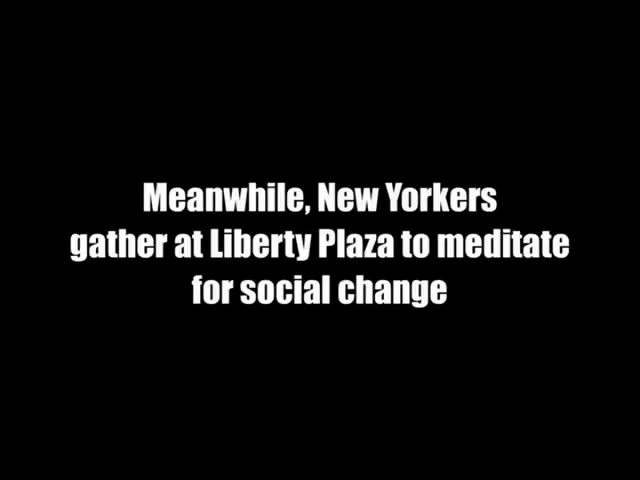 Meanwhile, New Yorkers
gather at Liberty Plaza to meditate
for social change